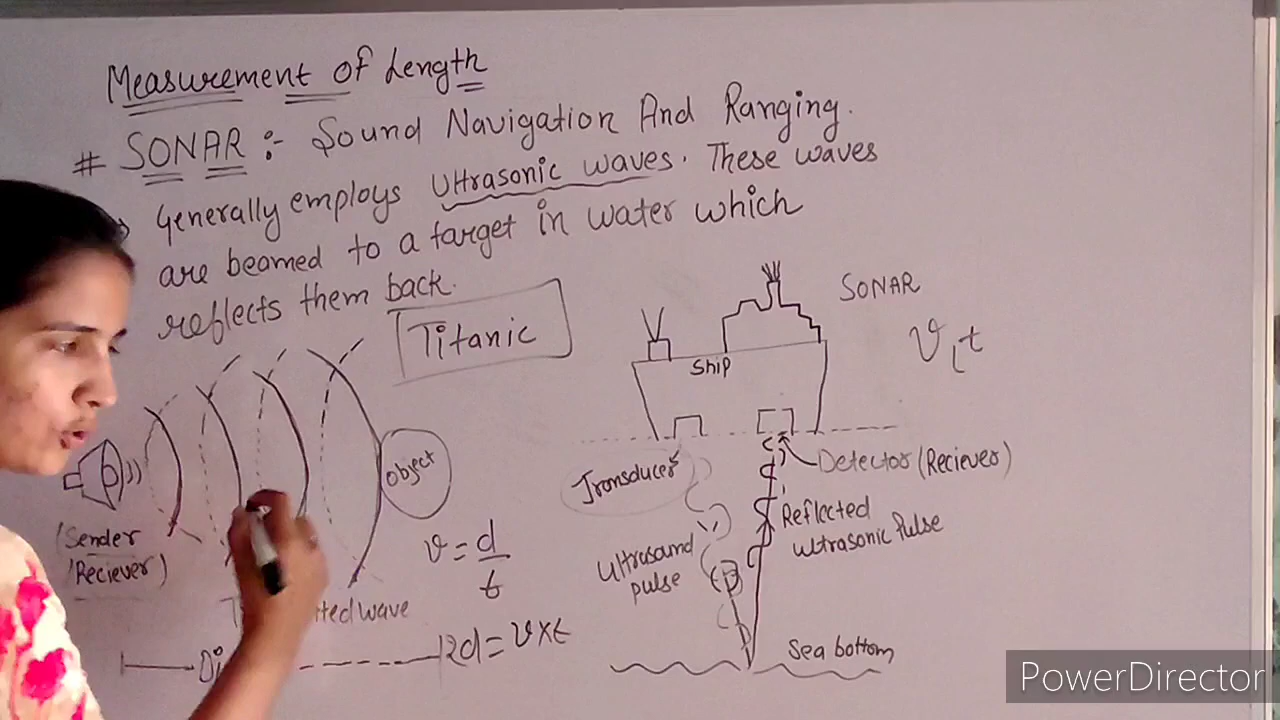 Measurement of Length
# SONAR :- Sound Navigation And Ranging.
Generally employs Ultrasonic waves. These waves
are beamed to a target in water which
reflects them back.
Titanic
SONAR
v, t
Ship
Object
(Sender
/Reciever)
v = d/t
2d = v x t
Transducer
Detector (Reciever)
Ultrasound
pulse
Reflected
ultrasonic pulse
Sea bottom
wave
PowerDirector